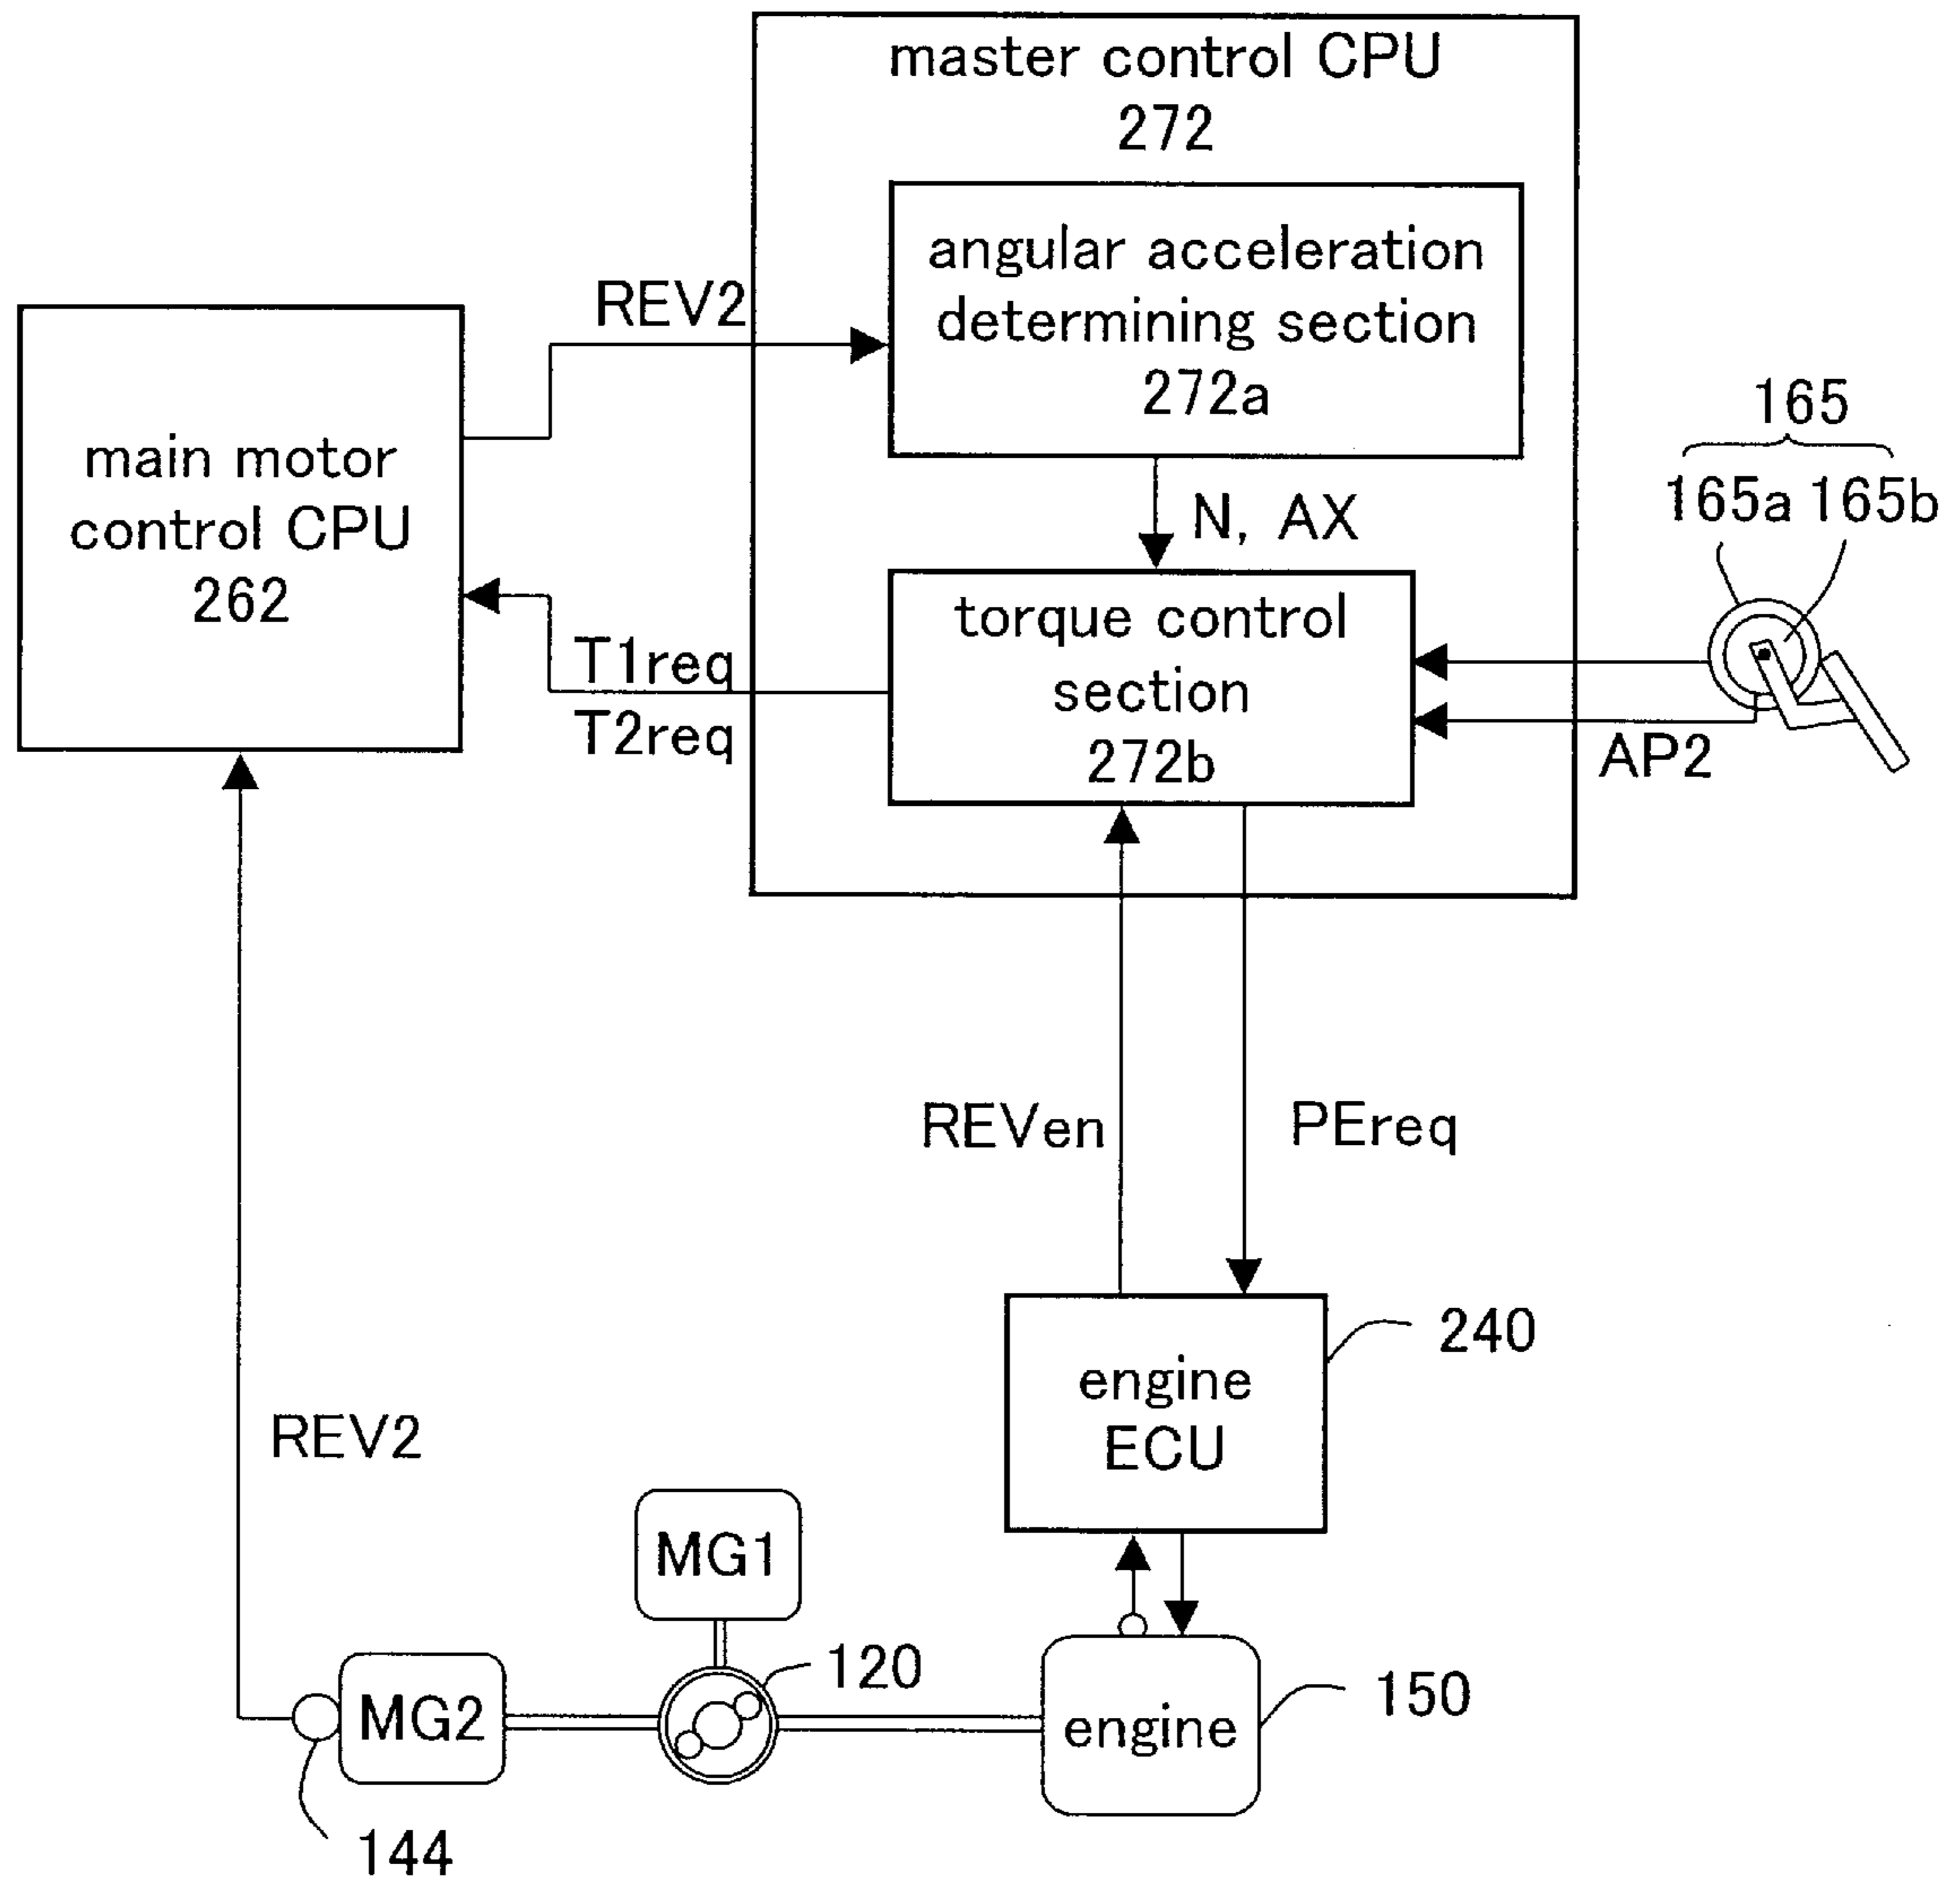 master control CPU
272
angular acceleration
determining section
272a
REV2
main motor
control CPU
262
N, AX
165
165a 165b
torque control
section
272b
T1req
T2req
AP2
REVen
PEreq
240
engine
ECU
REV2
MG1
120
MG2
engine
150
144